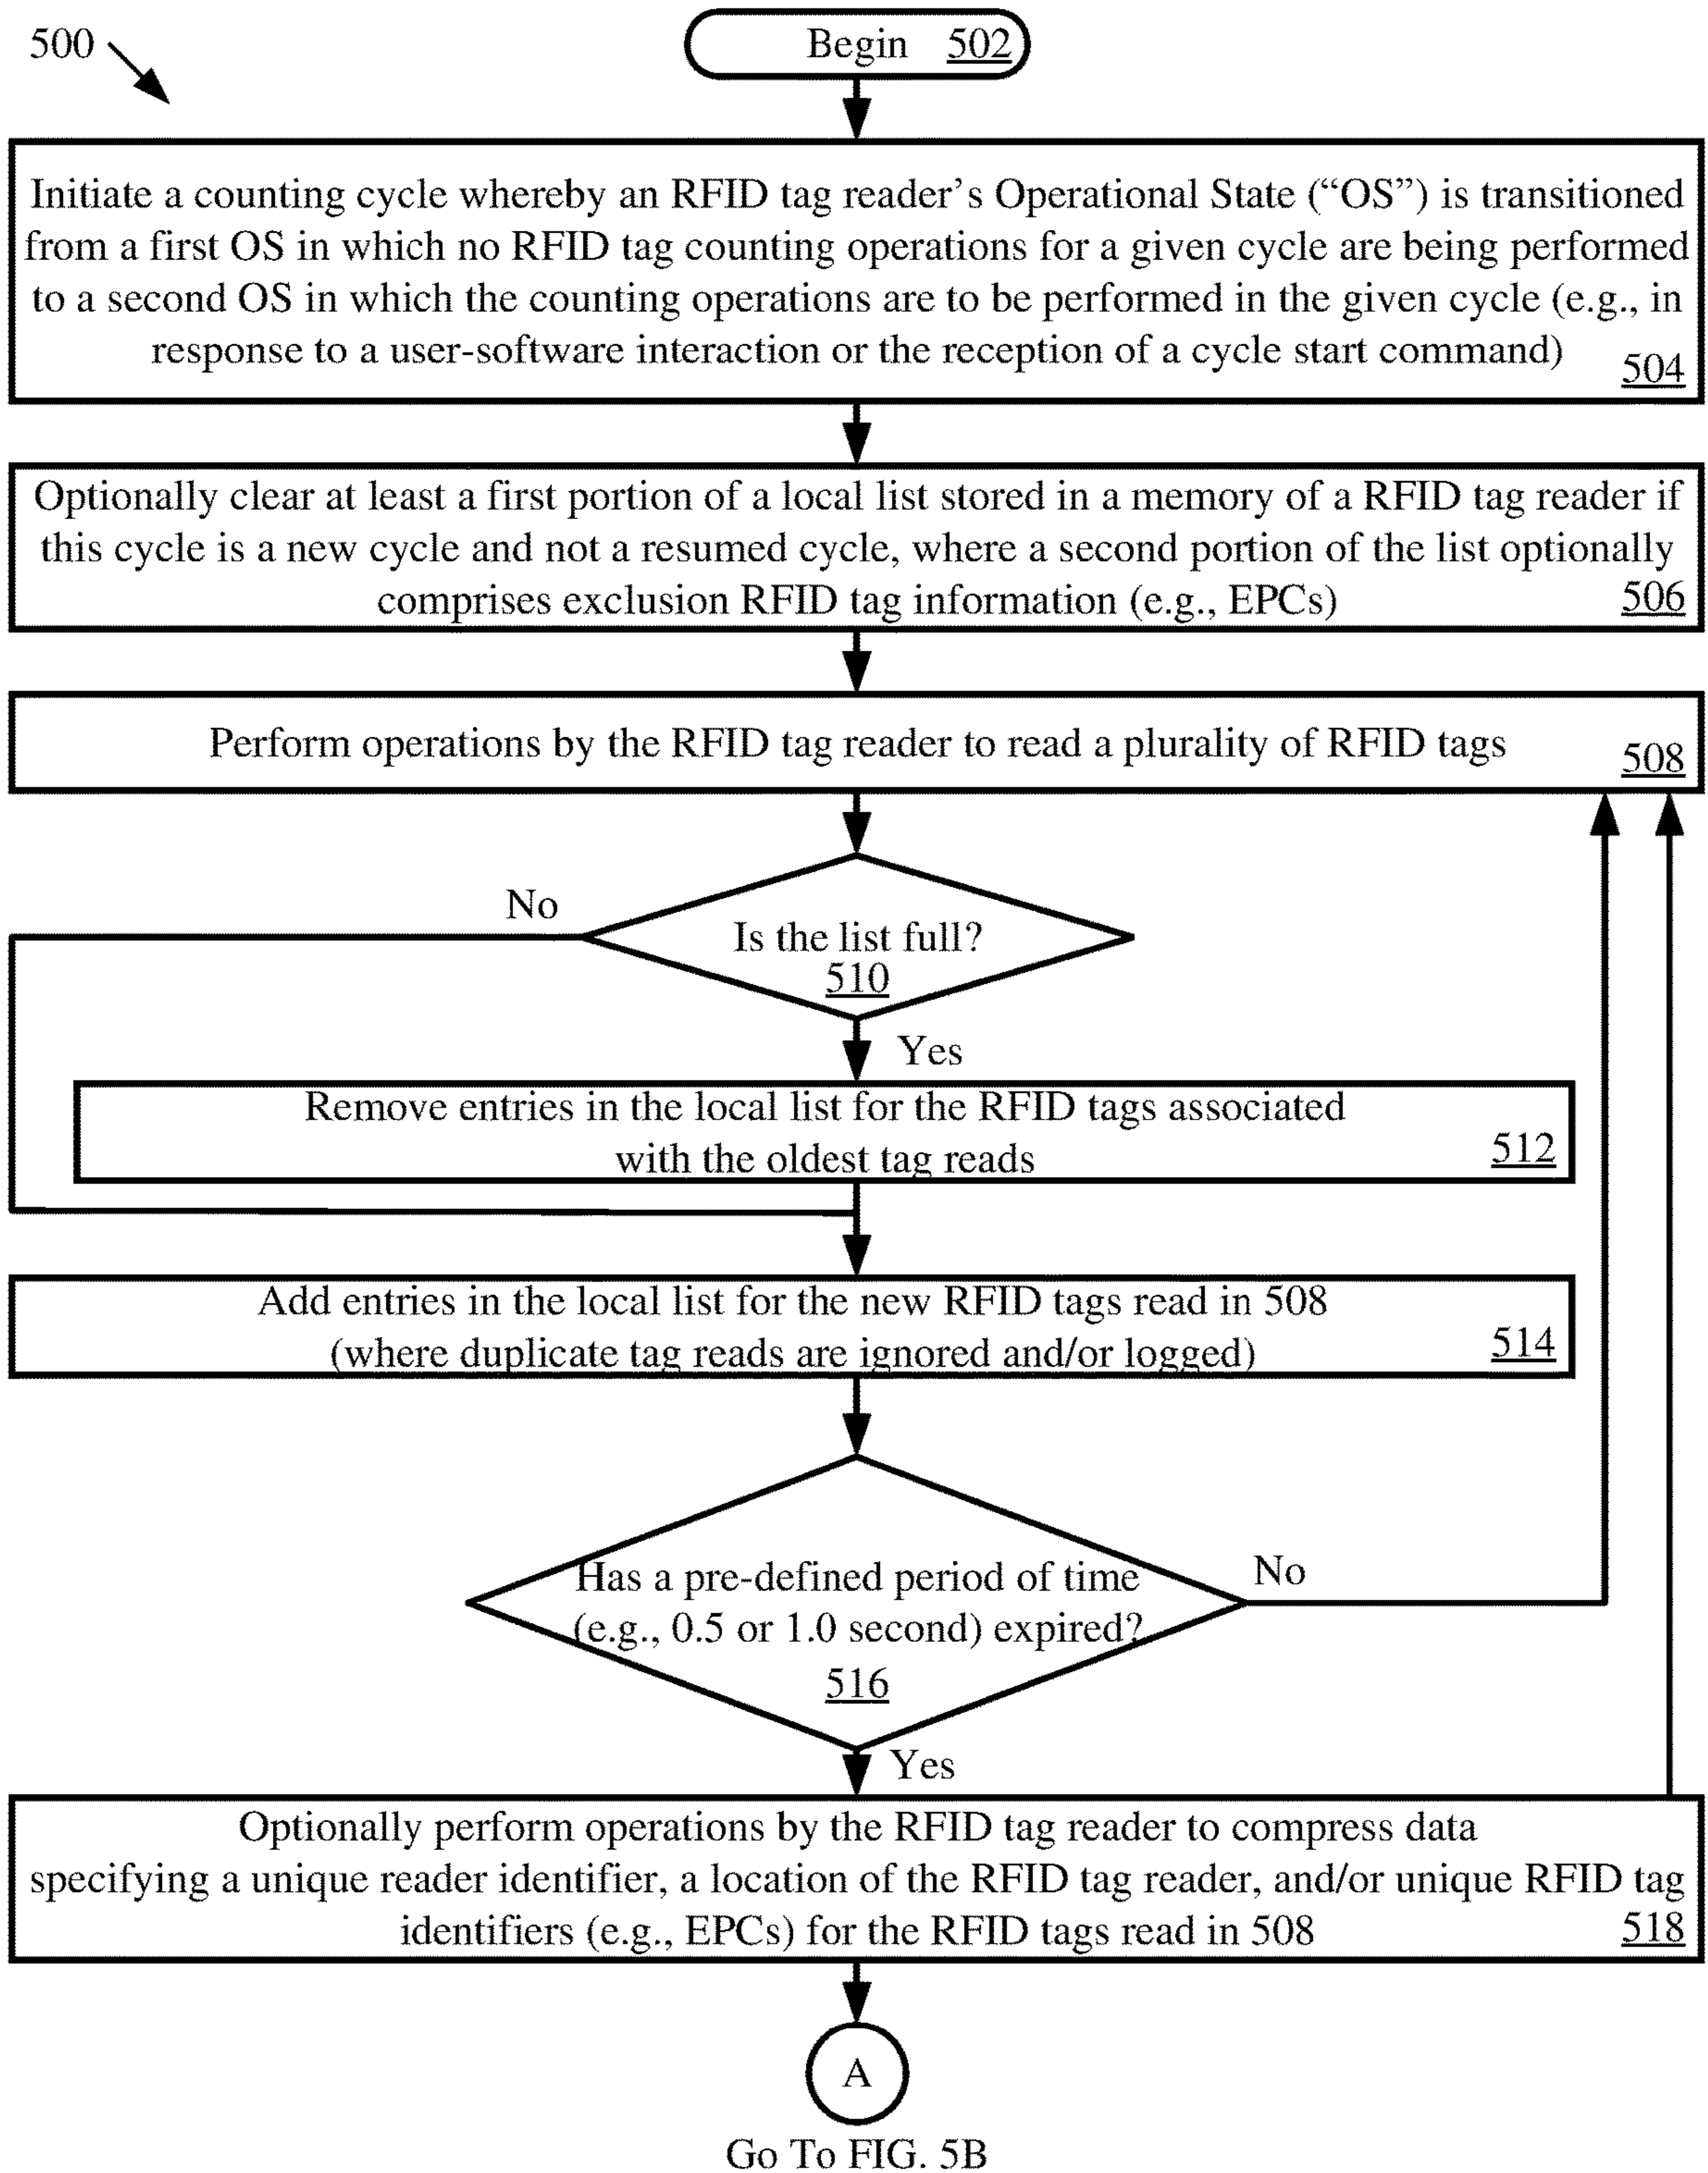 500
Begin 502
Initiate a counting cycle whereby an RFID tag reader's Operational State (“OS”) is transitioned
from a first OS in which no RFID tag counting operations for a given cycle are being performed
to a second OS in which the counting operations are to be performed in the given cycle (e.g., in
response to a user-software interaction or the reception of a cycle start command)
504
Optionally clear at least a first portion of a local list stored in a memory of a RFID tag reader if
this cycle is a new cycle and not a resumed cycle, where a second portion of the list optionally
comprises exclusion RFID tag information (e.g., EPCs)
506
Perform operations by the RFID tag reader to read a plurality of RFID tags
508
No
Is the list full?
510
Yes
Remove entries in the local list for the RFID tags associated
with the oldest tag reads
512
Add entries in the local list for the new RFID tags read in 508
(where duplicate tag reads are ignored and/or logged)
514
Has a pre-defined period of time
(e.g., 0.5 or 1.0 second) expired?
516
No
Yes
Optionally perform operations by the RFID tag reader to compress data
specifying a unique reader identifier, a location of the RFID tag reader, and/or unique RFID tag
identifiers (e.g., EPCs) for the RFID tags read in 508
518
A
Go To FIG. 5B